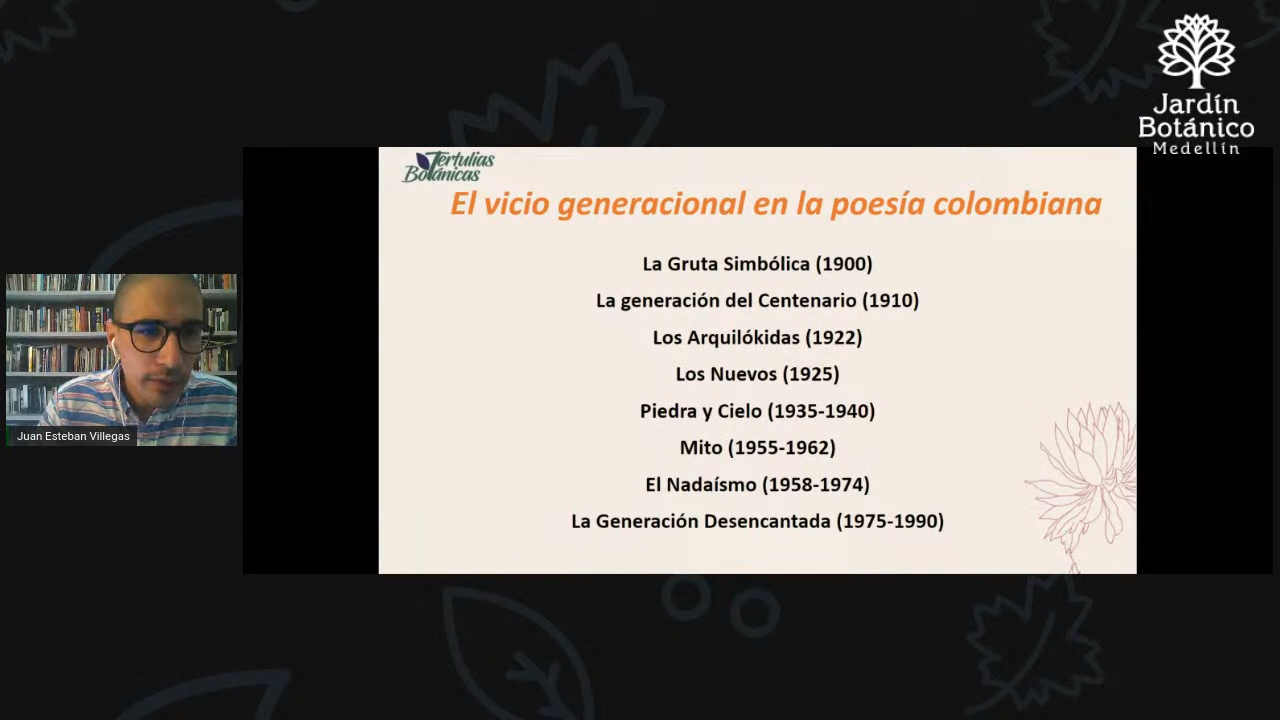 Jardín
Botánico
Medellín
Tertulias
Botánicas
El vicio generacional en la poesía colombiana
La Gruta Simbólica (1900)
La generación del Centenario (1910)
Los Arquilókidas (1922)
Los Nuevos (1925)
Piedra y Cielo (1935-1940)
Mito (1955-1962)
El Nadaísmo (1958-1974)
La Generación Desencantada (1975-1990)
Juan Esteban Villegas